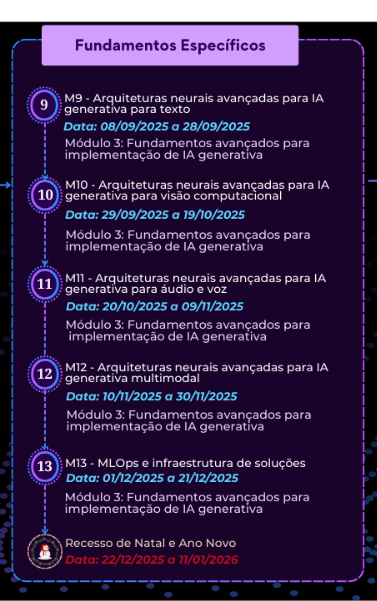 Fundamentos Específicos
9
M9 - Arquiteturas neurais avançadas para IA
generativa para texto
Data: 08/09/2025 a 28/09/2025
Módulo 3: Fundamentos avançados para
implementação de IA generativa
10
M10 - Arquiteturas neurais avançadas para IA
generativa para visão computacional
Data: 29/09/2025 a 19/10/2025
Módulo 3: Fundamentos avançados para
implementação de IA generativa
11
M11 - Arquiteturas neurais avançadas para IA
generativa para áudio e voz
Data: 20/10/2025 a 09/11/2025
Módulo 3: Fundamentos avançados para
implementação de IA generativa
12
M12 - Arquiteturas neurais avançadas para IA
generativa multimodal
Data: 10/11/2025 a 30/11/2025
Módulo 3: Fundamentos avançados para
implementação de IA generativa
13
M13 - MLOps e infraestrutura de soluções
Data: 01/12/2025 a 21/12/2025
Módulo 3: Fundamentos avançados para
implementação de IA generativa
Recesso de Natal e Ano Novo
Data: 22/12/2025 a 11/01/2026